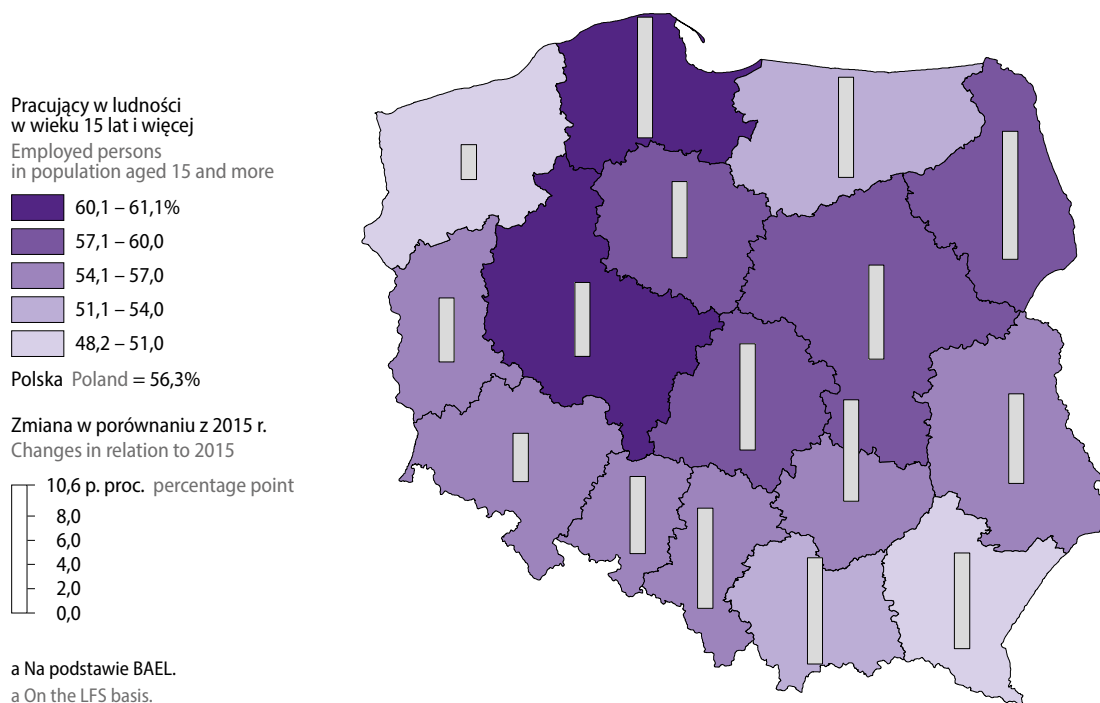 Pracujący w ludności
w wieku 15 lat i więcej
Employed persons
in population aged 15 and more
60,1 – 61,1%
57,1 – 60,0
54,1 – 57,0
51,1 – 54,0
48,2 – 51,0
Polska Poland = 56,3%
Zmiana w porównaniu z 2015 r.
Changes in relation to 2015
10,6 p. proc. percentage point
8,0
6,0
4,0
2,0
0,0
a Na podstawie BAEL.
a On the LFS basis.